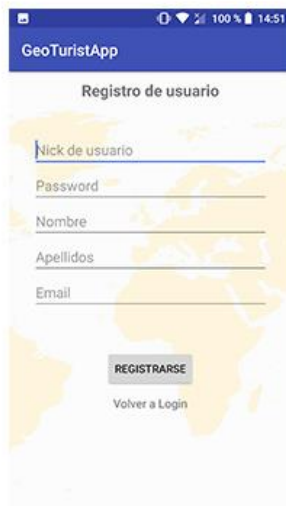 100 % 14:51
GeoTuristApp
Registro de usuario
Nick de usuario
Password
Nombre
Apellidos
Email
REGISTRARSE
Volver a Login